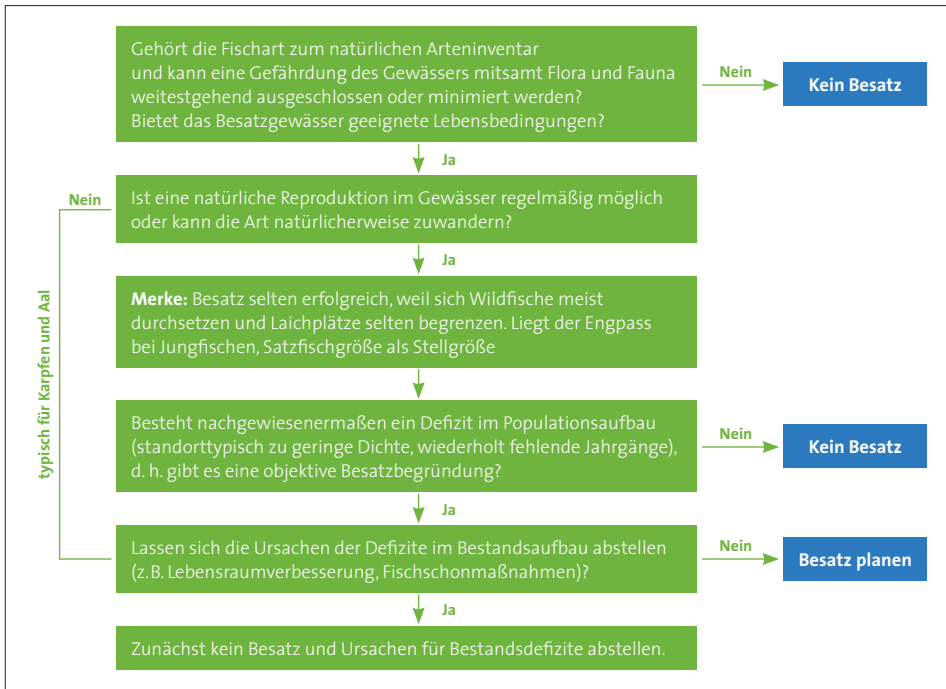 Gehört die Fischart zum natürlichen Arteninventar
und kann eine Gefährdung des Gewässers mitsamt Flora und Fauna
weitestgehend ausgeschlossen oder minimiert werden?
Bietet das Besatzgewässer geeignete Lebensbedingungen?
Nein
Kein Besatz
Ja
Nein
Ist eine natürliche Reproduktion im Gewässer regelmäßig möglich
oder kann die Art natürlicherweise zuwandern?
Ja
typisch für Karpfen und Aal
Merke: Besatz selten erfolgreich, weil sich Wildfische meist
durchsetzen und Laichplätze selten begrenzen. Liegt der Engpass
bei Jungfischen, Satzfischgröße als Stellgröße
Besteht nachgewiesenermaßen ein Defizit im Populationsaufbau
(standorttypisch zu geringe Dichte, wiederholt fehlende Jahrgänge),
d. h. gibt es eine objektive Besatzbegründung?
Nein
Kein Besatz
Ja
Lassen sich die Ursachen der Defizite im Bestandsaufbau abstellen
(z.B. Lebensraumverbesserung, Fischschonmaßnahmen)?
Nein
Besatz planen
Ja
Zunächst kein Besatz und Ursachen für Bestandsdefizite abstellen.